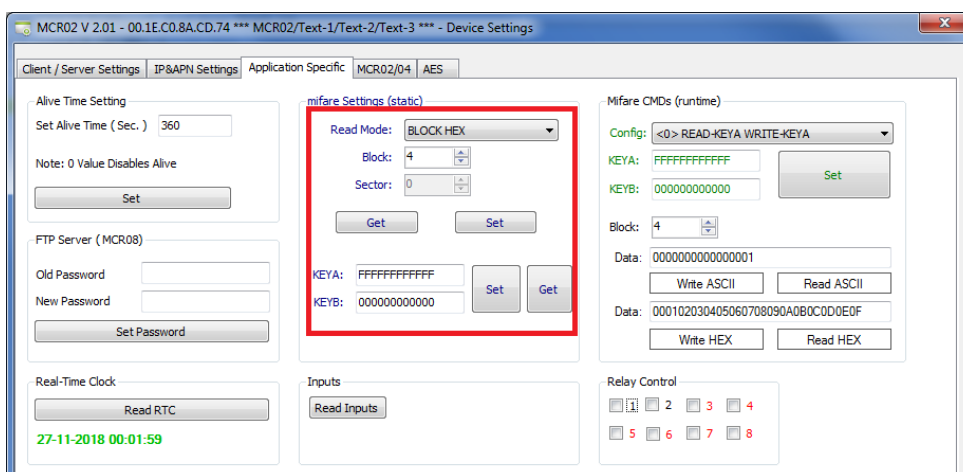 MCR02 V 2.01 - 00.1E.C0.8A.CD.74 *** MCR02/Text-1/Text-2/Text-3 *** - Device Settings
Client / Server Settings
IP&APN Settings
Application Specific
MCR02/04
AES
Alive Time Setting
Set Alive Time ( Sec. ) 360
Note: 0 Value Disables Alive
Set
FTP Server ( MCR08)
Old Password
New Password
Set Password
Real-Time Clock
Read RTC
27-11-2018 00:01:59
mifare Settings (static)
Read Mode: BLOCK HEX
Block: 4
Sector: 0
Get Set
KEYA: FFFFFFFFFFFF
KEYB: 000000000000
Set Get
Inputs
Read Inputs
Mifare CMDs (runtime)
Config: <0> READ-KEYA WRITE-KEYA
KEYA: FFFFFFFFFFFF
KEYB: 000000000000
Set
Block: 4
Data: 0000000000000001
Write ASCII Read ASCII
Data: 000102030405060708090A0B0C0D0E0F
Write HEX Read HEX
Relay Control
1 2 3 4
5 6 7 8